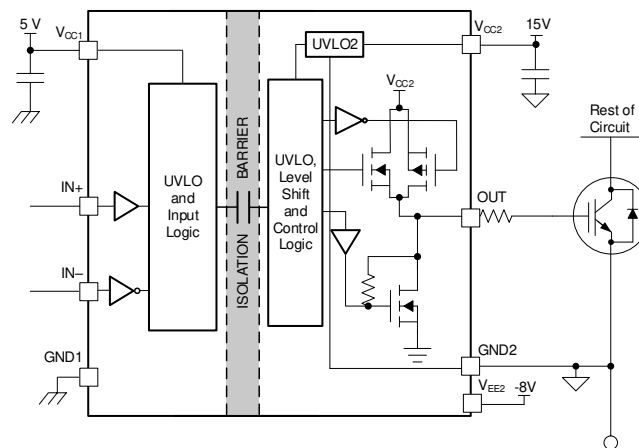 5 V
VCC1
UVLO2
VCC2
15V
VCC2
Rest of
Circuit
UVLO
and
Input
Logic
ISOLATION BARRIER
UVLO,
Level
Shift
and
Control
Logic
IN+
OUT
IN–
GND1
GND2
VEE2
-8V